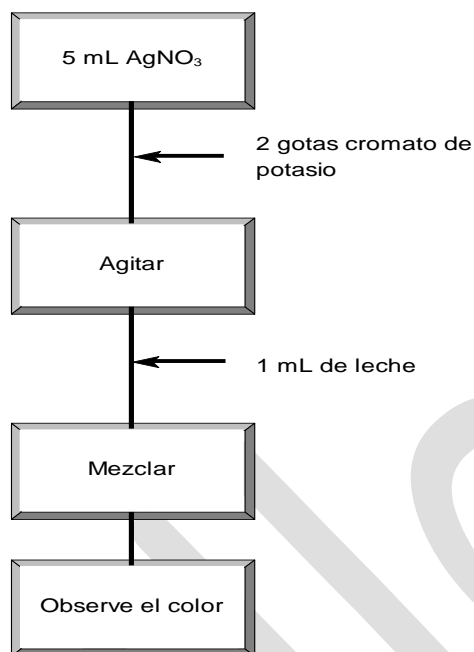 5 mL AgNO₃
2 gotas cromato de
potasio
Agitar
1 mL de leche
Mezclar
Observe el color